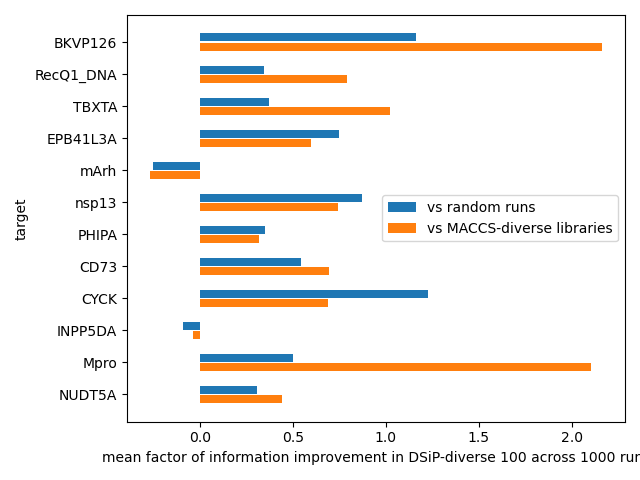 BKVP126
RecQ1_DNA
TBXTA
EPB41L3A
mArh
nsp13
PHIPA
CD73
CYCK
INPP5DA
Mpro
NUDT5A
target
vs random runs
vs MACCS-diverse libraries
0.0 0.5 1.0 1.5 2.0
mean factor of information improvement in DSiP-diverse 100 across 1000 run